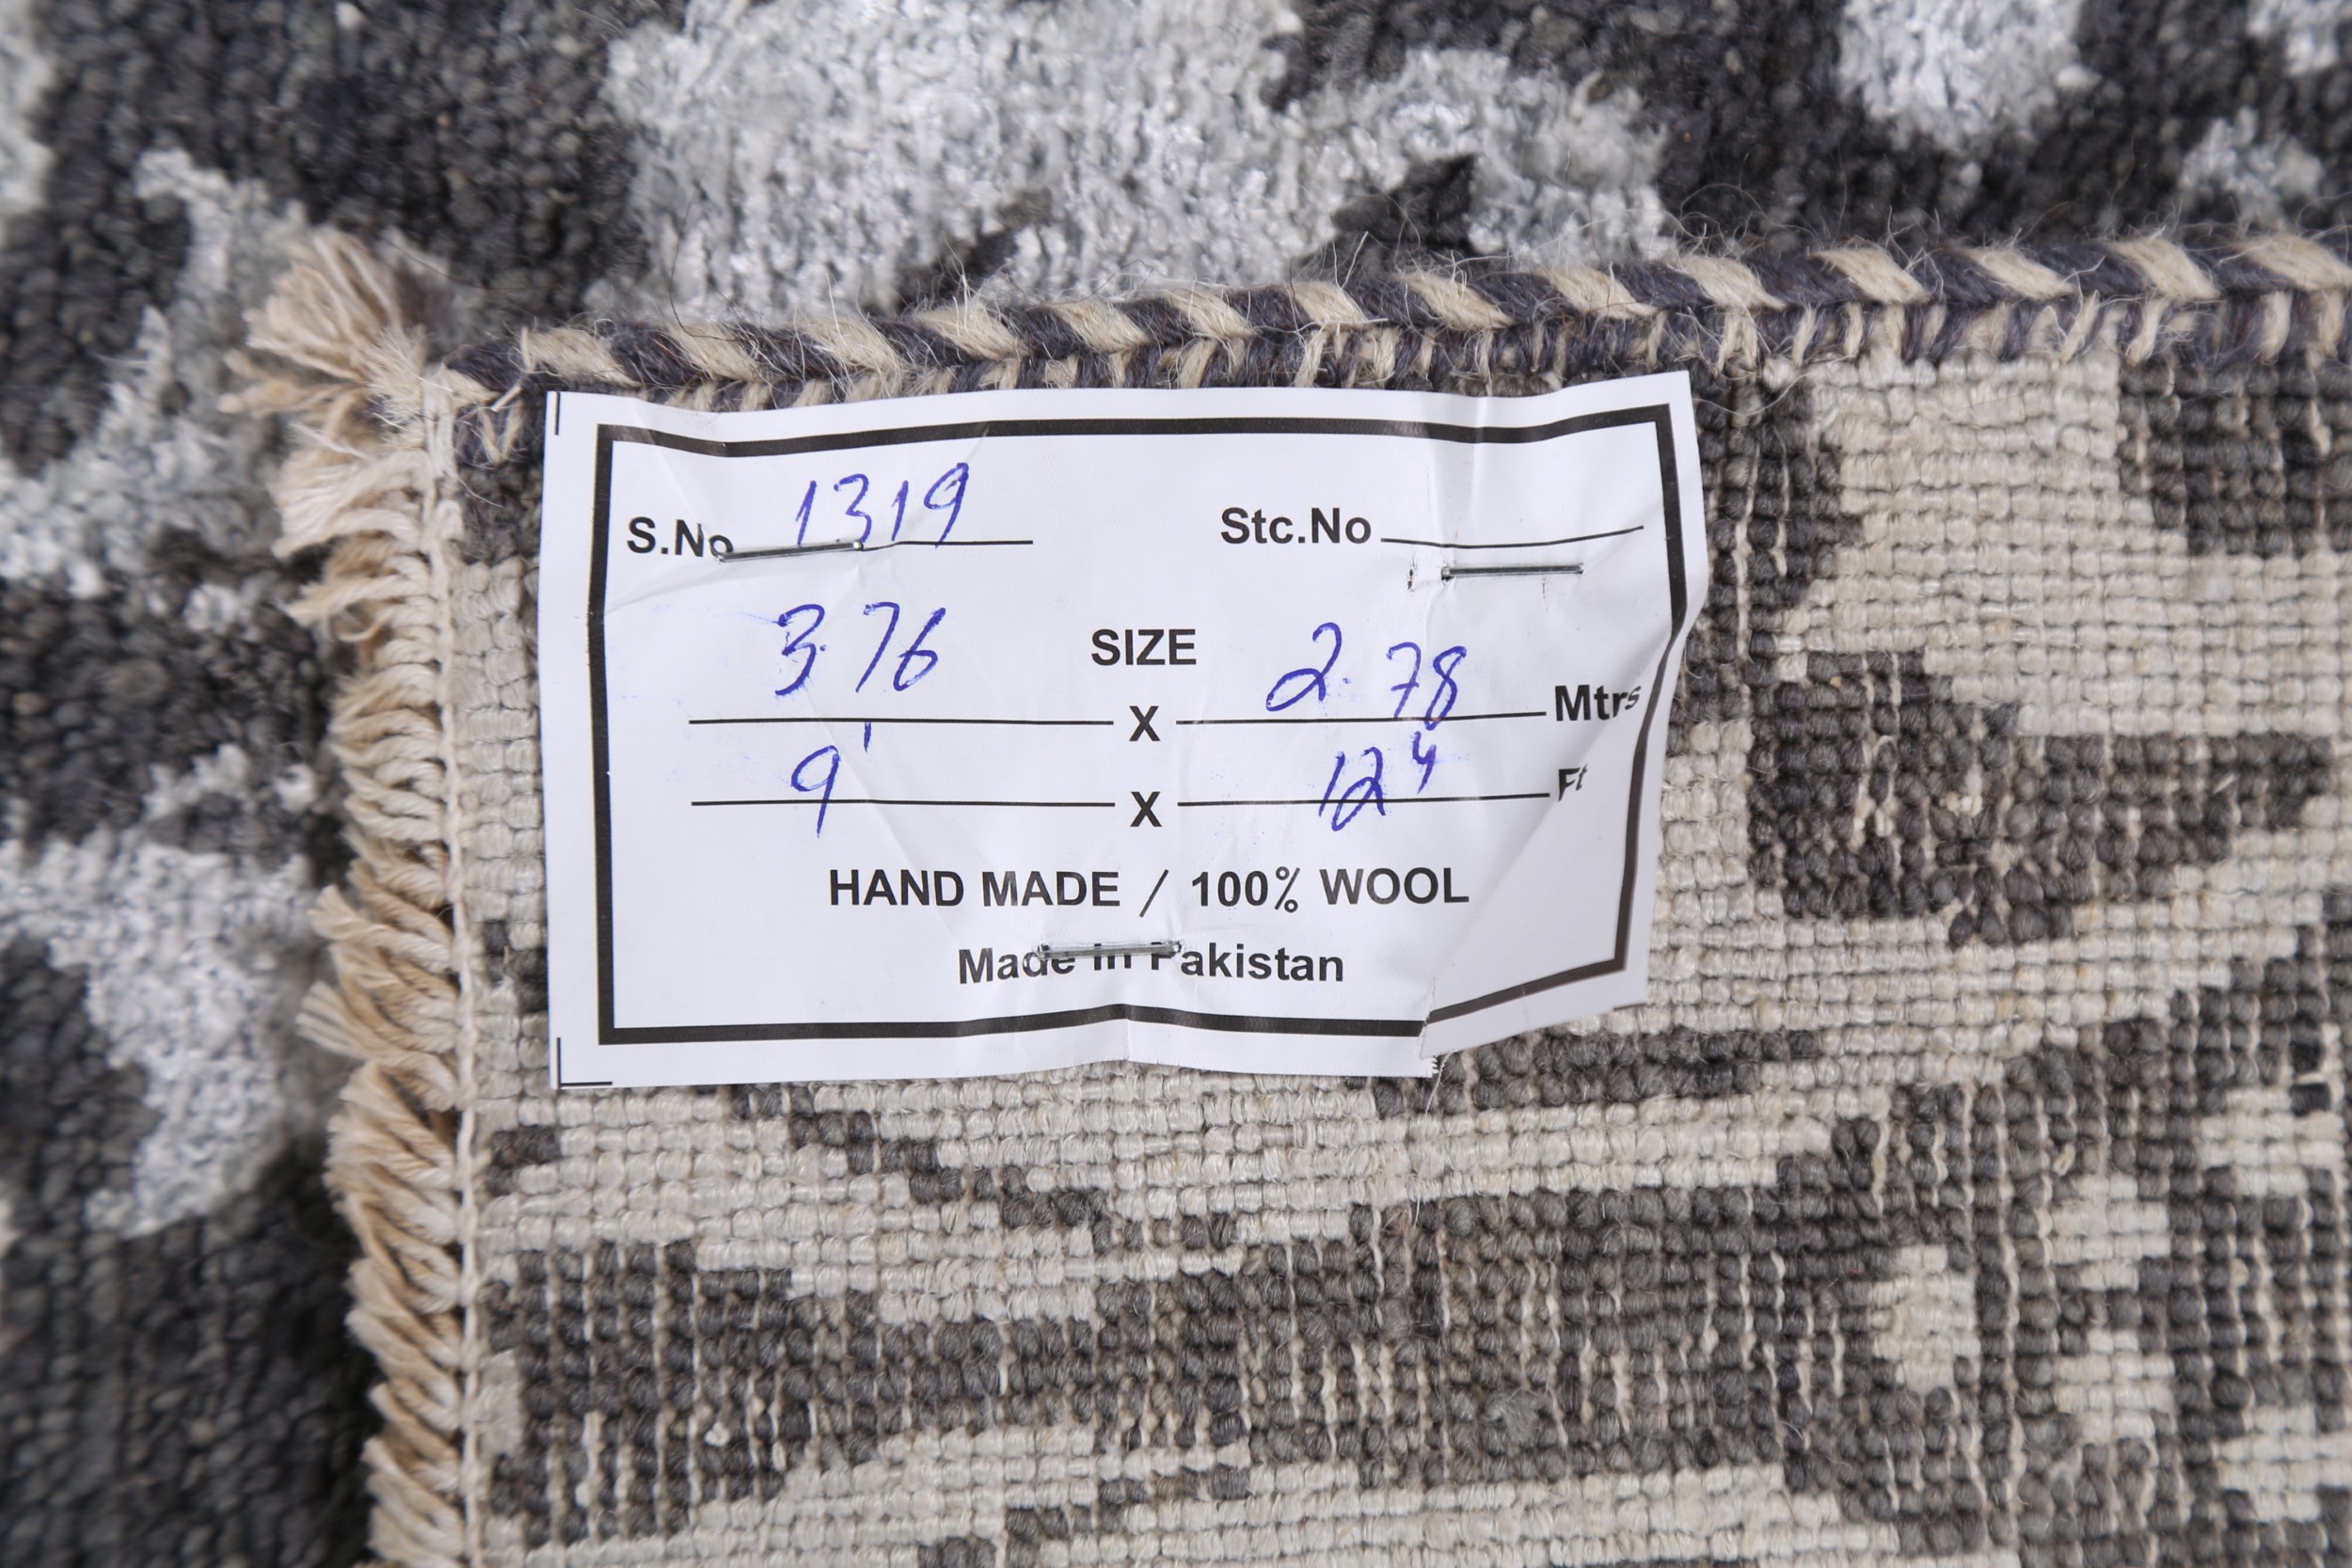 S.No 1319 Stc.No
SIZE
3.76 X 2.78 Mtrs
9' X 12 4 Ft
HAND MADE / 100% WOOL
Made in Pakistan